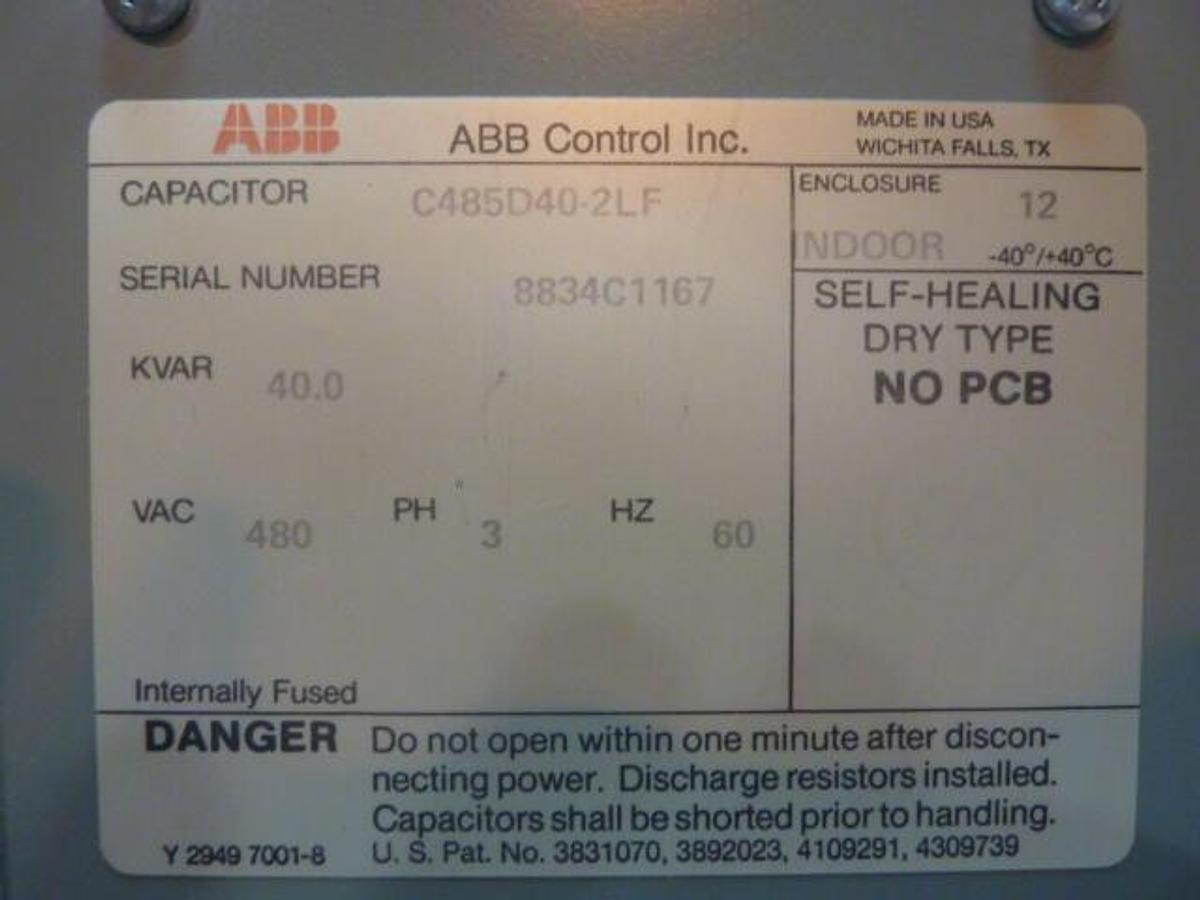 ABB
ABB Control Inc.
MADE IN USA
WICHITA FALLS, TX
CAPACITOR C485D40-2LF
SERIAL NUMBER 8834C1167
KVAR 40.0
VAC 480 PH 3 HZ 60
Internally Fused
ENCLOSURE 12
INDOOR -40°/+40°C
SELF-HEALING
DRY TYPE
NO PCB
DANGER Do not open within one minute after discon-
necting power. Discharge resistors installed.
Capacitors shall be shorted prior to handling.
Y 2949 7001-8 U. S. Pat. No. 3831070, 3892023, 4109291, 4309739